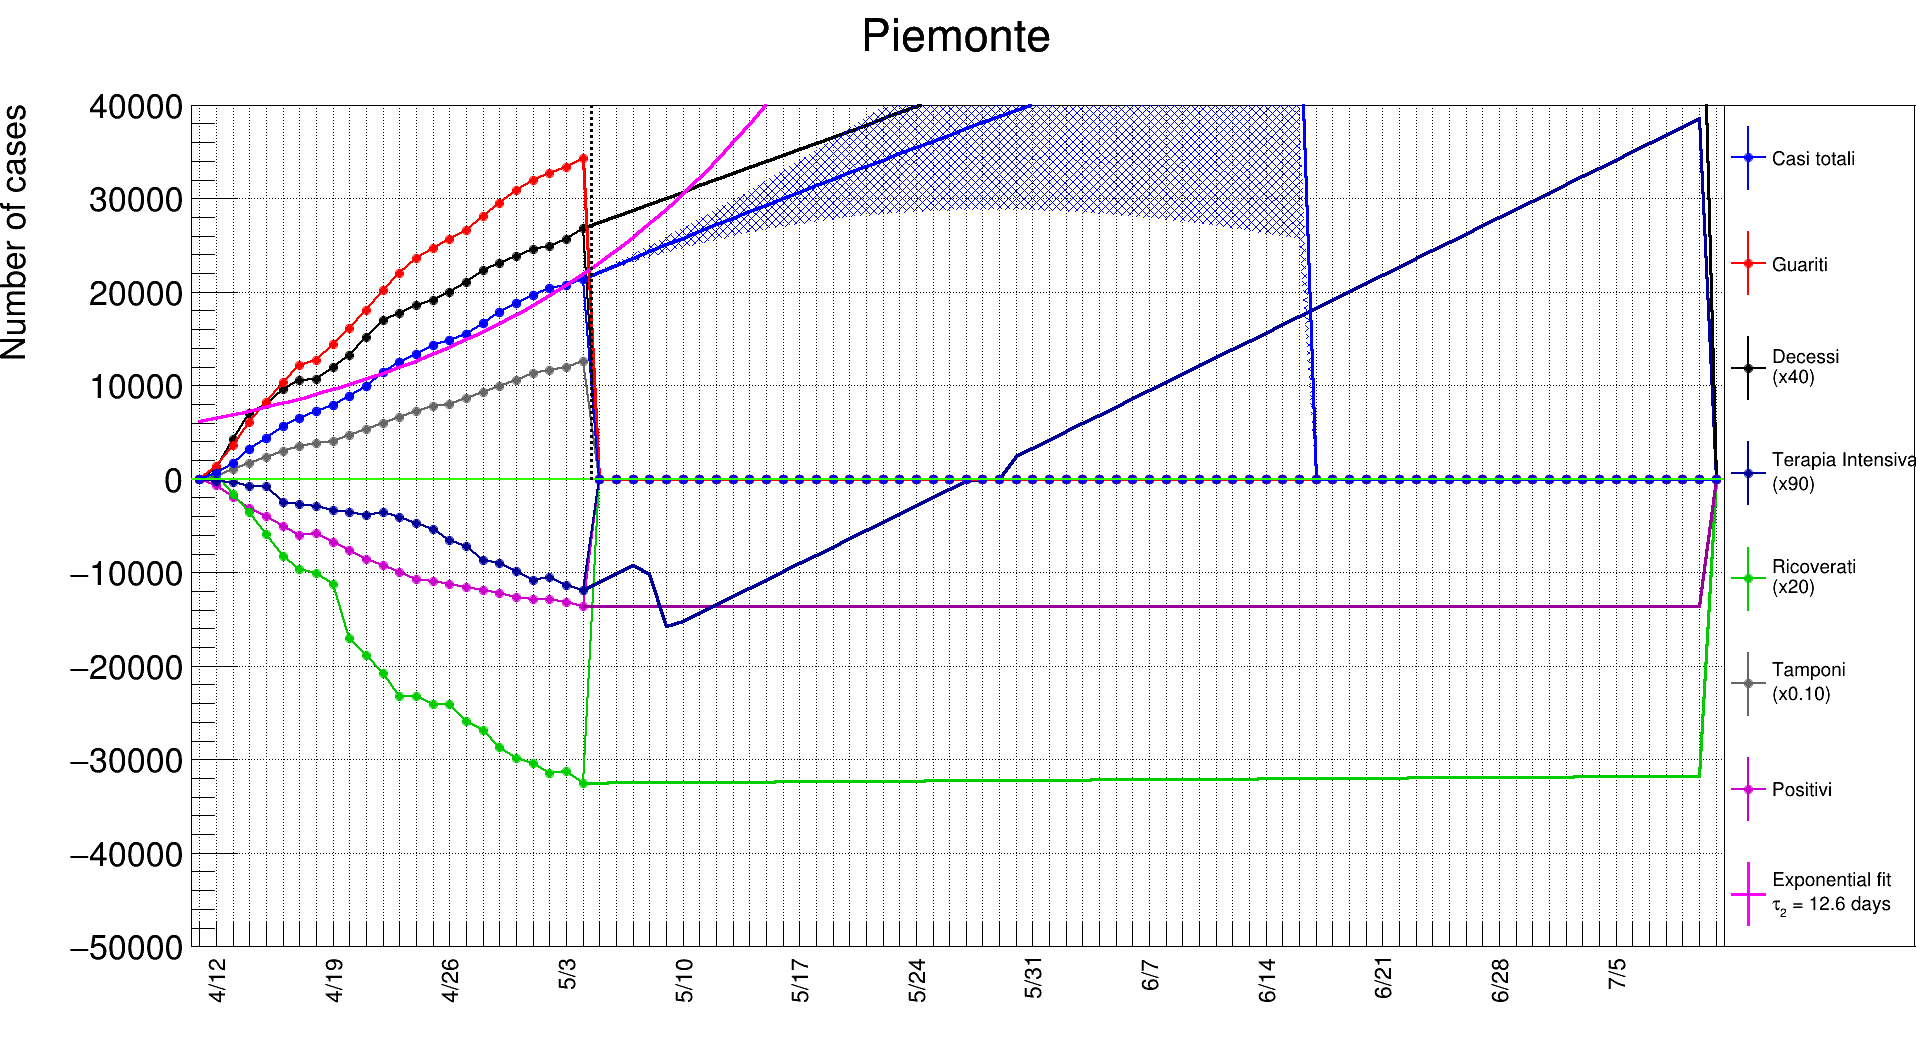 Piemonte
Number of cases
40000
30000
20000
10000
0
−10000
−20000
−30000
−40000
−50000
4/12
4/19
4/26
5/3
5/10
5/17
5/24
5/31
6/7
6/14
6/21
6/28
7/5
Casi totali
Guariti
Decessi
(x40)
Terapia Intensiva
(x90)
Ricoverati
(x20)
Tamponi
(x0.10)
Positivi
Exponential fit
τ2 = 12.6 days